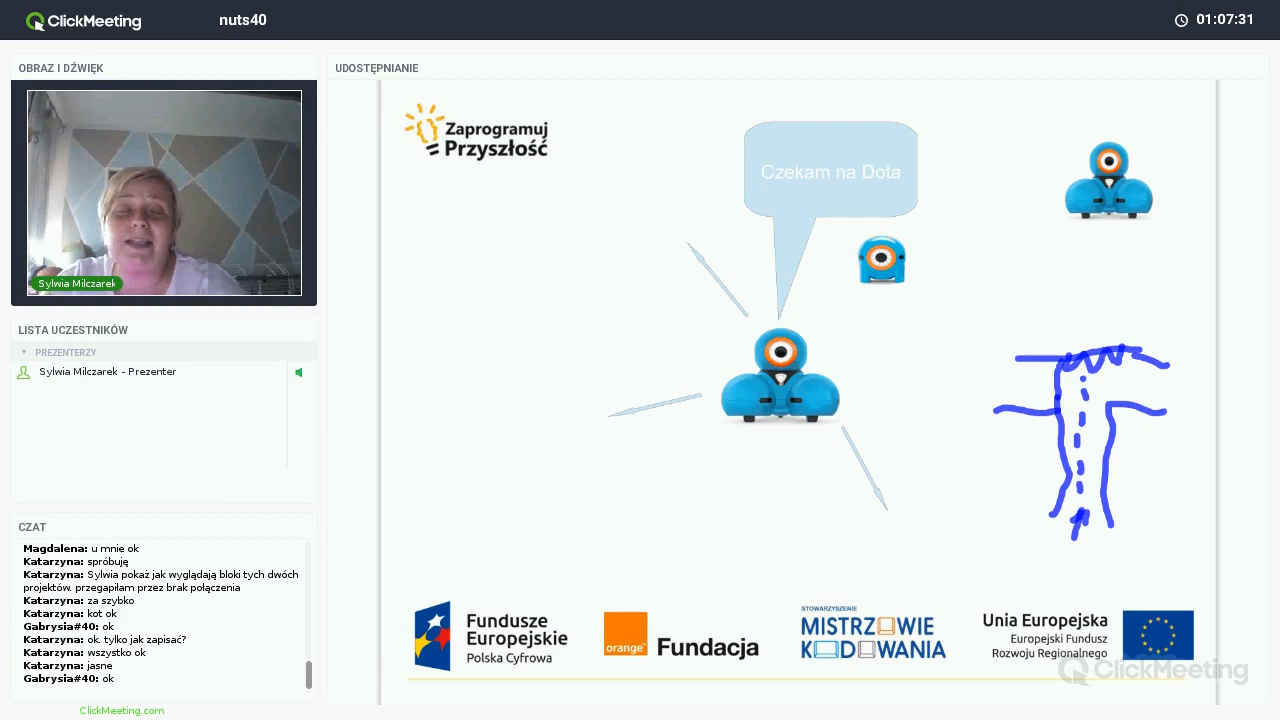 ClickMeeting
nuts40
01:07:31
OBRAZ I DŹWIĘK
Sylwia Milczarek
LISTA UCZESTNIKÓW
PREZENTERZY
Sylwia Milczarek - Prezenter
CZAT
Magdalena: u mnie ok
Katarzyna: spróbuję
Katarzyna: Sylwia pokaż jak wyglądają bloki tych dwóch
projektów. przegapiłam przez brak połączenia
Katarzyna: za szybko
Katarzyna: kot ok
Gabrysia#40: ok
Katarzyna: ok. tylko jak zapisać?
Katarzyna: wszystko ok
Katarzyna: jasne
Gabrysia#40: ok
ClickMeeting.com
UDOSTĘPNIANIE
Zaprogramuj
Przyszłość
Czekam na Dota
Fundusze
Europejskie
Polska Cyfrowa
orange
Fundacja
STOWARZYSZENIE
MISTRZOWIE
KODOWANIA
Unia Europejska
Europejski Fundusz
Rozwoju Regionalnego
ClickMeeting